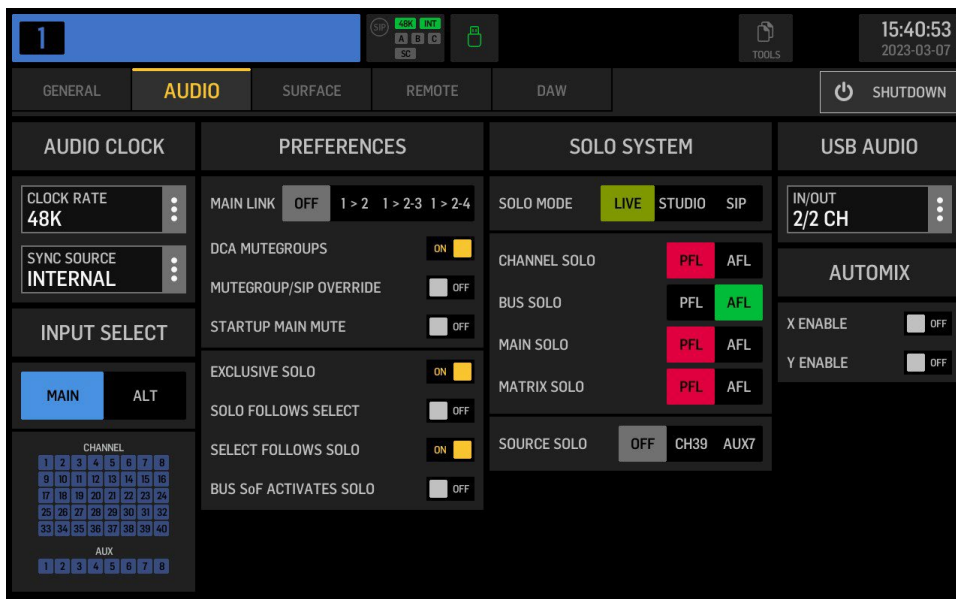 1
SIP
48K INT
A B C
SC
TOOLS
15:40:53
2023-03-07
GENERAL
AUDIO
SURFACE
REMOTE
DAW
SHUTDOWN
AUDIO CLOCK
CLOCK RATE
48K
SYNC SOURCE
INTERNAL
INPUT SELECT
MAIN ALT
CHANNEL
1 2 3 4 5 6 7 8
9 10 11 12 13 14 15 16
17 18 19 20 21 22 23 24
25 26 27 28 29 30 31 32
33 34 35 36 37 38 39 40
AUX
1 2 3 4 5 6 7 8
PREFERENCES
MAIN LINK OFF 1 > 2 1 > 2-3 1 > 2-4
DCA MUTEGROUPS ON
MUTEGROUP/SIP OVERRIDE OFF
STARTUP MAIN MUTE OFF
EXCLUSIVE SOLO ON
SOLO FOLLOWS SELECT OFF
SELECT FOLLOWS SOLO ON
BUS SoF ACTIVATES SOLO OFF
SOLO SYSTEM
SOLO MODE LIVE STUDIO SIP
CHANNEL SOLO PFL AFL
BUS SOLO PFL AFL
MAIN SOLO PFL AFL
MATRIX SOLO PFL AFL
SOURCE SOLO OFF CH39 AUX7
USB AUDIO
IN/OUT
2/2 CH
AUTOMIX
X ENABLE OFF
Y ENABLE OFF